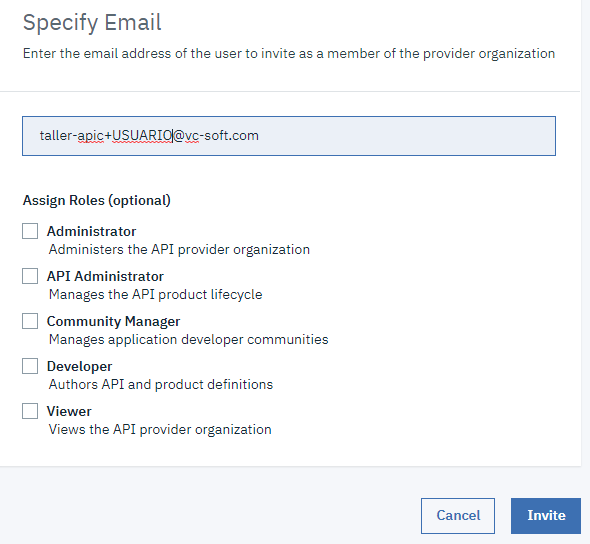 Specify Email
Enter the email address of the user to invite as a member of the provider organization
taller-apic+USUARIO@vc-soft.com
Assign Roles (optional)
Administrator
Administers the API provider organization
API Administrator
Manages the API product lifecycle
Community Manager
Manages application developer communities
Developer
Authors API and product definitions
Viewer
Views the API provider organization
Cancel Invite